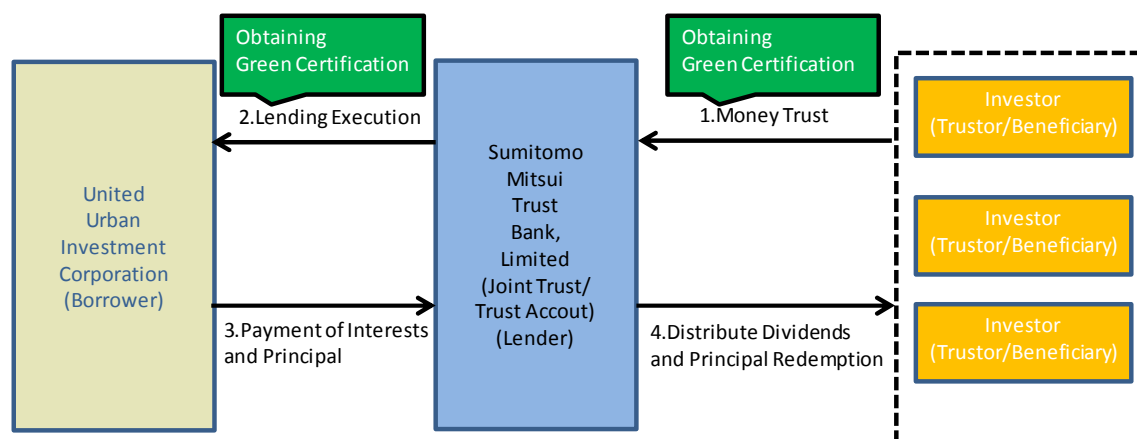 Obtaining
Green Certification
Obtaining
Green Certification
2.Lending Execution
1.Money Trust
United
Urban
Investment
Corporation
(Borrower)
Sumitomo
Mitsui
Trust
Bank,
Limited
(Joint Trust/
Trust Accout)
(Lender)
Investor
(Trustor/Beneficiary)
Investor
(Trustor/Beneficiary)
Investor
(Trustor/Beneficiary)
3.Payment of Interests
and Principal
4.Distribute Dividends
and Principal Redemption